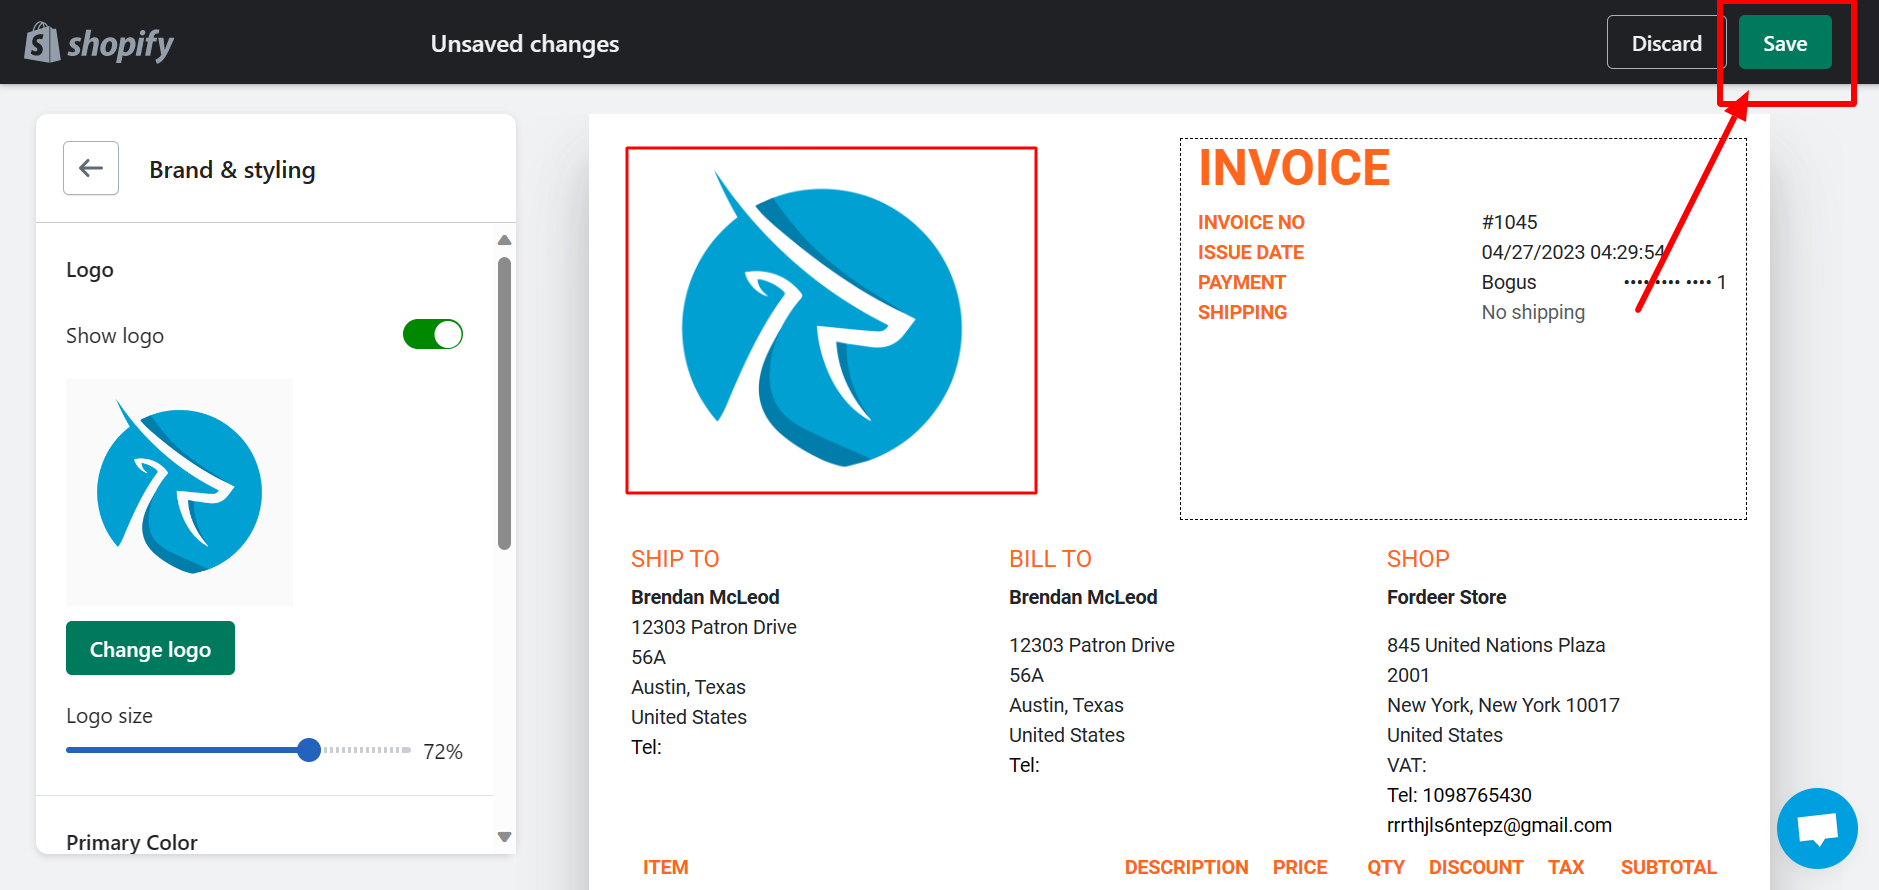 shopify
Unsaved changes
Discard
Save
Brand & styling
Logo
Show logo
Change logo
Logo size
72%
Primary Color
INVOICE
INVOICE NO #1045
ISSUE DATE 04/27/2023 04:29:54
PAYMENT Bogus •••• •••• •••• 1
SHIPPING No shipping
SHIP TO
Brendan McLeod
12303 Patron Drive
56A
Austin, Texas
United States
Tel:
BILL TO
Brendan McLeod
12303 Patron Drive
56A
Austin, Texas
United States
Tel:
SHOP
Fordeer Store
845 United Nations Plaza
2001
New York, New York 10017
United States
VAT:
Tel: 1098765430
rrrthjls6ntepz@gmail.com
ITEM DESCRIPTION PRICE QTY DISCOUNT TAX SUBTOTAL